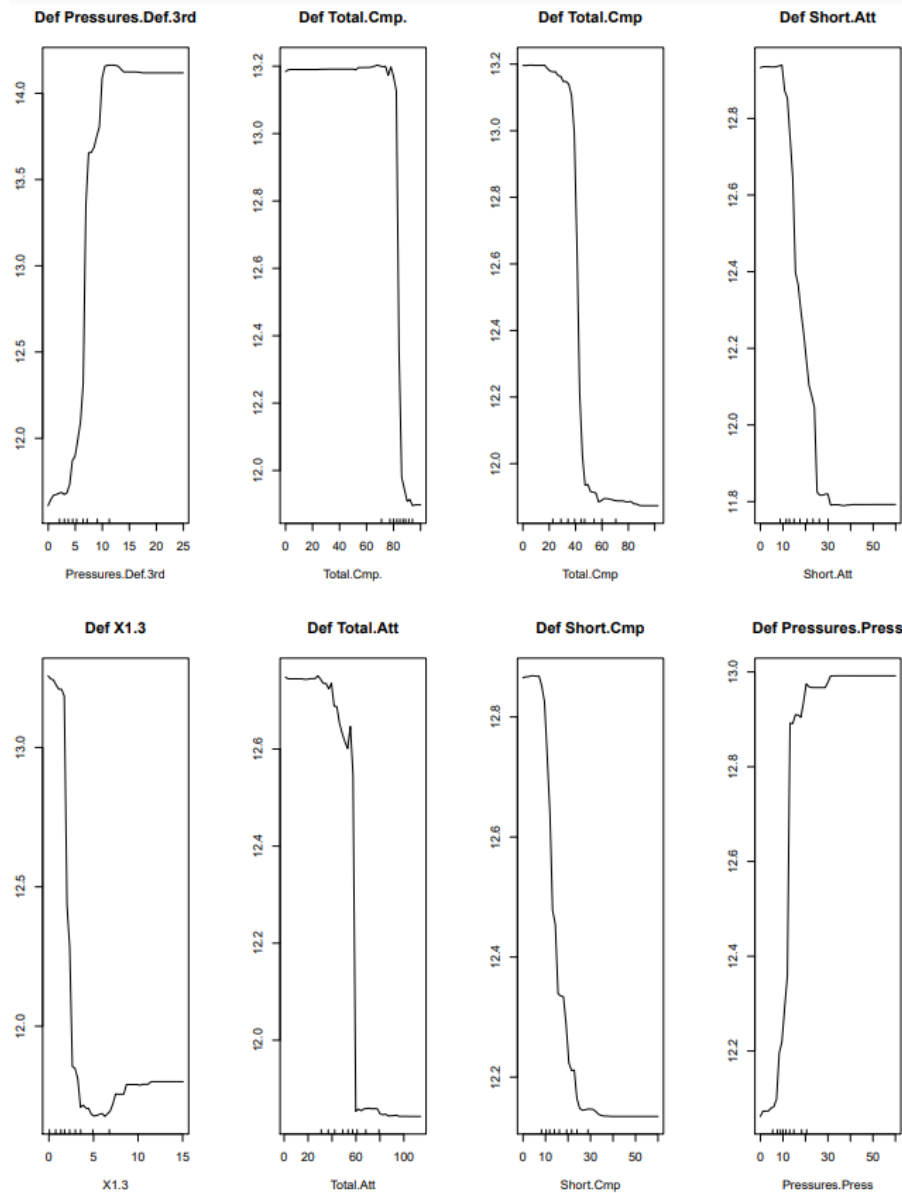 Def Pressures.Def.3rd
Def Total.Cmp.
Def Total.Cmp
Def Short.Att
14.0
13.5
13.0
12.5
12.0
0 5 10 15 20 25
Pressures.Def.3rd
13.2
13.0
12.8
12.6
12.4
12.2
12.0
0 20 40 60 80
Total.Cmp.
13.2
13.0
12.8
12.6
12.4
12.2
12.0
0 20 40 60 80
Total.Cmp
12.8
12.6
12.4
12.2
12.0
11.8
0 10 30 50
Short.Att
Def X1.3
Def Total.Att
Def Short.Cmp
Def Pressures.Press
13.0
12.5
12.0
0 5 10 15
X1.3
12.6
12.4
12.2
12.0
0 20 40 60 100
Total.Att
12.8
12.6
12.4
12.2
0 10 30 50
Short.Cmp
13.0
12.8
12.6
12.4
12.2
0 10 30 50
Pressures.Press